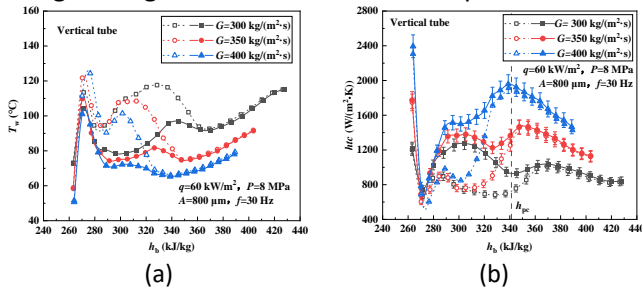 Vertical tube
G=300 kg/(m²·s)
G=350 kg/(m²·s)
G=400 kg/(m²·s)
q=60 kW/m², P=8 MPa
A=800 μm, f=30 Hz
T_w (°C)
160
140
120
100
80
60
40
260 280 300 320 340 360 380 400 420 440
h_b (kJ/kg)
(a)
Vertical tube
G= 300 kg/(m²·s)
G= 350 kg/(m²·s)
G= 400 kg/(m²·s)
q=60 kW/m², P=8 MPa
A=800 μm, f=30 Hz
htc (W/(m²·K)
2800
2400
2000
1600
1200
800
400
h_pc
260 280 300 320 340 360 380 400 420 440
h_b (kJ/kg)
(b)